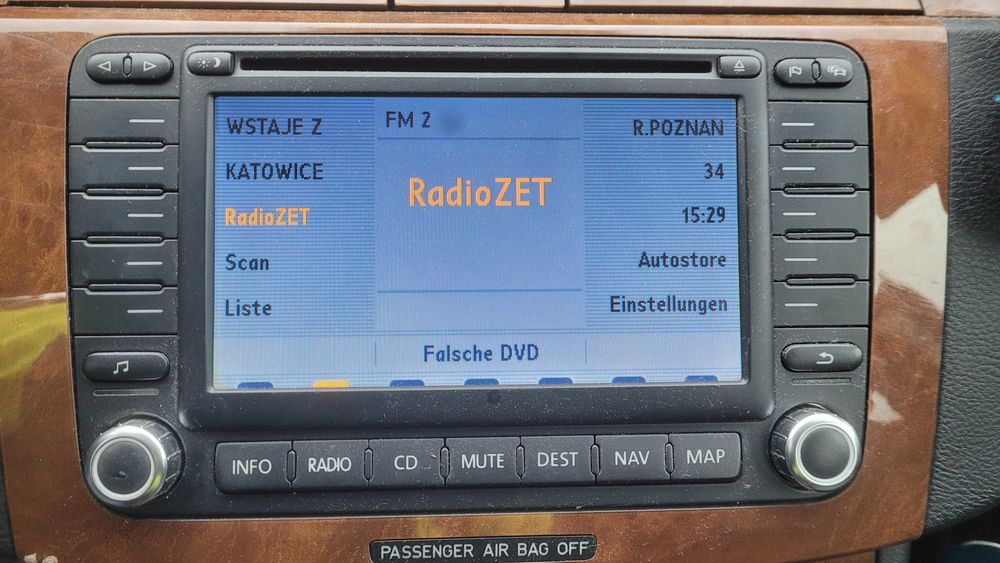 WSTAJE Z
FM 2
R.POZNAN
KATOWICE
RadioZET
34
RadioZET
15:29
Scan
Autostore
Liste
Einstellungen
Falsche DVD
INFO
RADIO
CD
MUTE
DEST
NAV
MAP
PASSENGER AIR BAG OFF